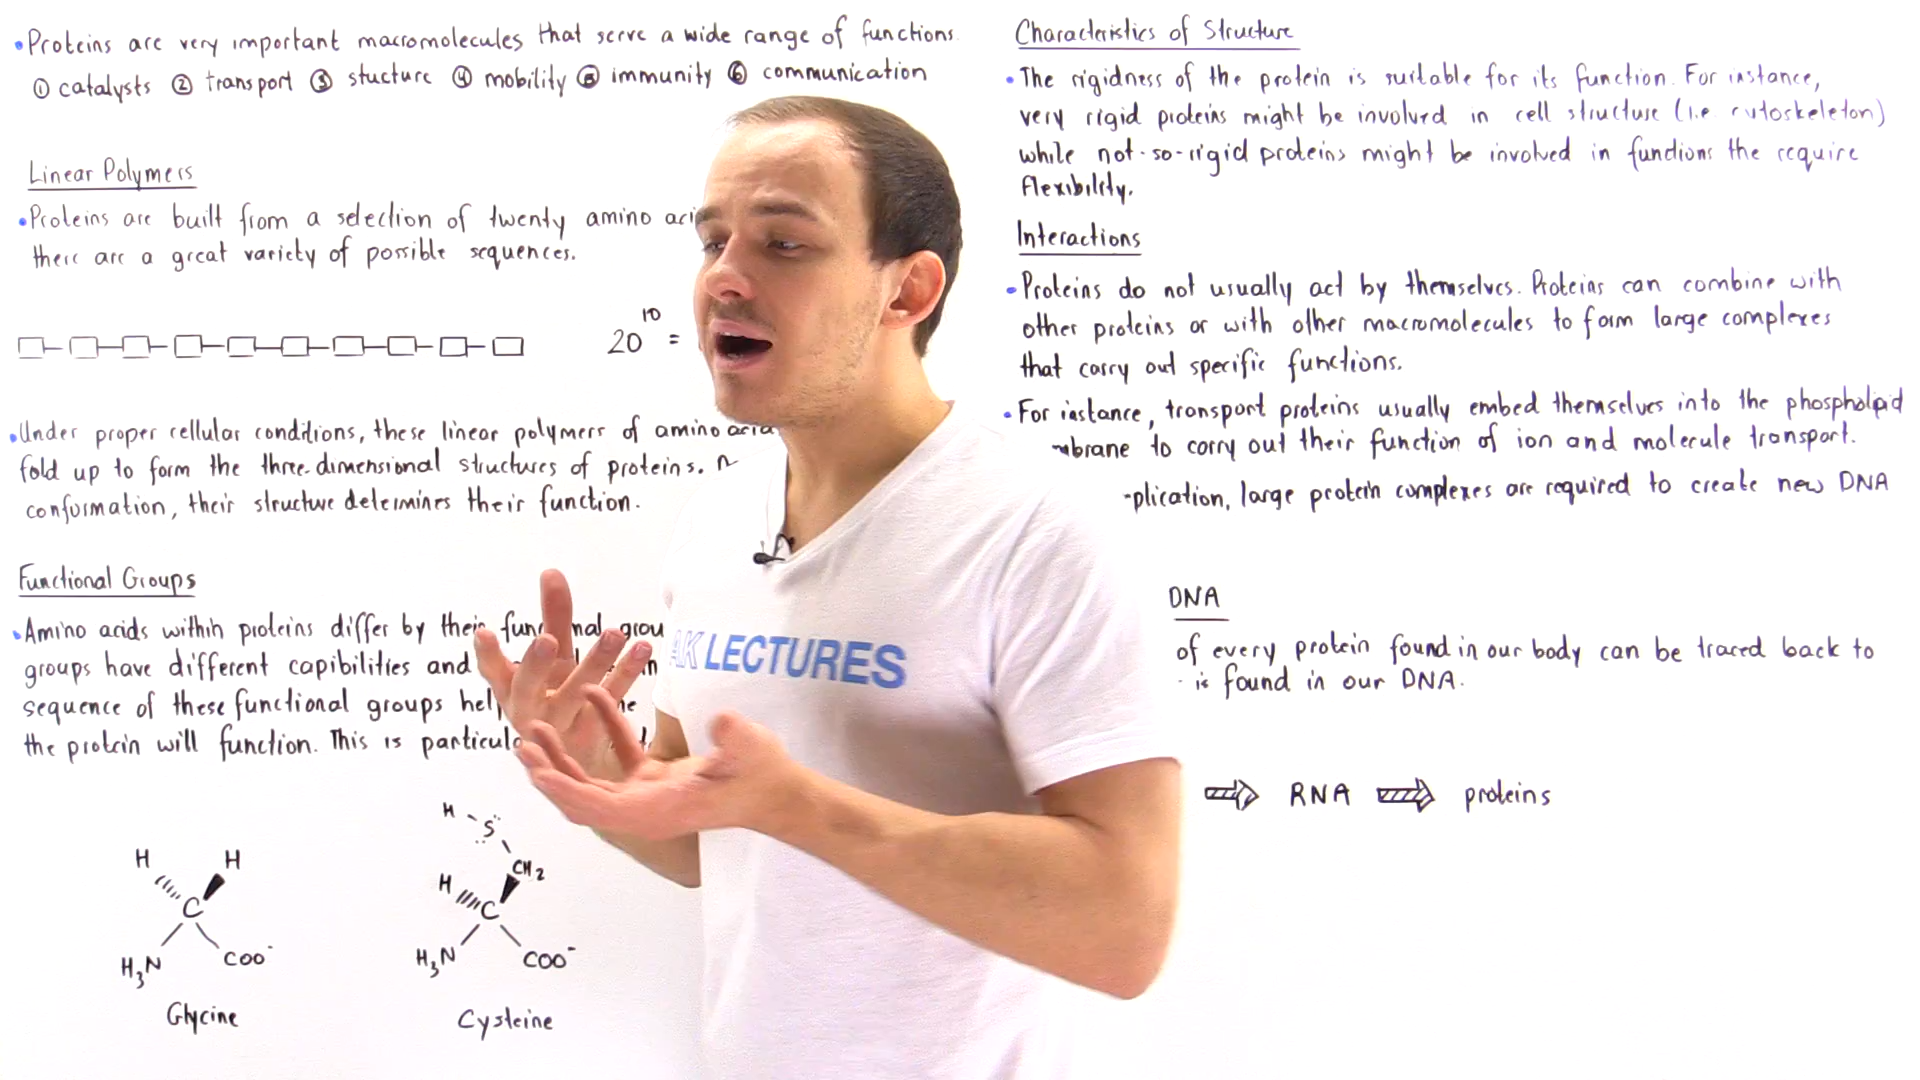 •Proteins are very important macromolecules that serve a wide range of functions.
① catalysts ② transport ③ stucture ④ mobility ⑤ immunity ⑥ communication
Linear Polymers
•Proteins are built from a selection of twenty amino
there are a great variety of possible sequences.
20^10 =
•Under proper cellular conditions, these linear polymers of amino
fold up to form the three-dimensional structures of proteins.
conformation, their structure determines their function.
Functional Groups
•Amino acids within proteins differ by their
groups have different capibilities and
sequence of these functional groups
the protein will function. This is
H
H
C
H3N
COO-
Glycine
H
S
CH2
H
C
H3N
COO-
Cysteine
AK LECTURES
Characteristics of Structure
•The rigidness of the protein is suitable for its function. For instance,
very rigid proteins might be involved in cell structure (i.e. cytoskeleton)
while not-so-rigid proteins might be involved in functions the require
flexibility.
Interactions
•Proteins do not usually act by themselves. Proteins can combine with
other proteins or with other macromolecules to form large complexes
that carry out specific functions.
•For instance, transport proteins usually embed themselves into the phospholipid
to carry out their function of ion and molecule transport.
large protein complexes are required to create new DNA
DNA
of every protein found in our body can be traced back to
is found in our DNA.
⇒ RNA ⇒ proteins